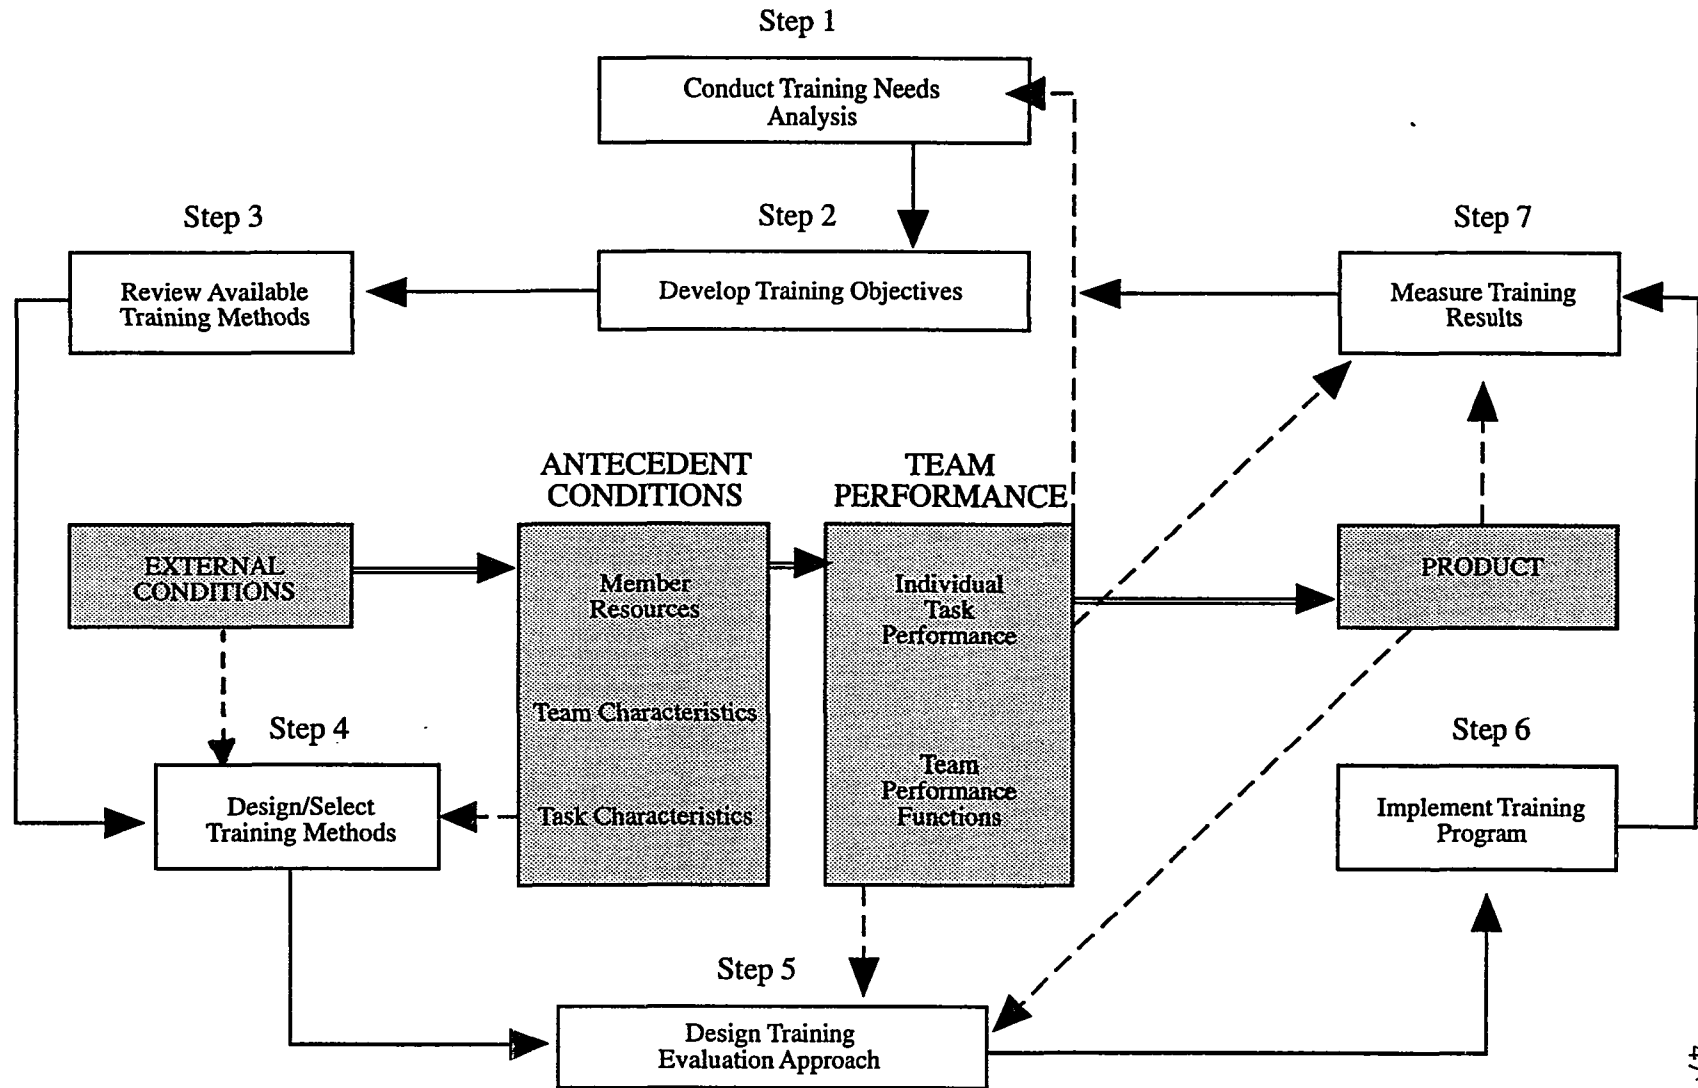 Step 1
Conduct Training Needs
Analysis
Step 3
Step 2
Step 7
Review Available
Training Methods
Develop Training Objectives
Measure Training
Results
ANTECEDENT
CONDITIONS
TEAM
PERFORMANCE
EXTERNAL
CONDITIONS
Member
Resources
Individual
Task
Performance
PRODUCT
Team Characteristics
Step 4
Step 6
Design/Select
Training Methods
Task Characteristics
Team
Performance
Functions
Implement Training
Program
Step 5
Design Training
Evaluation Approach